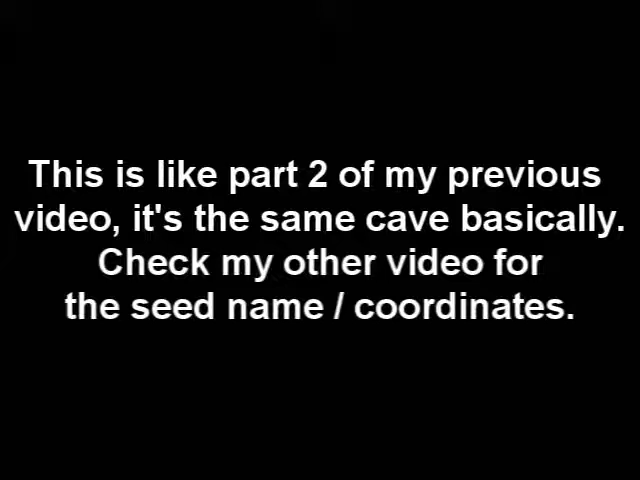 This is like part 2 of my previous
video, it's the same cave basically.
Check my other video for
the seed name / coordinates.